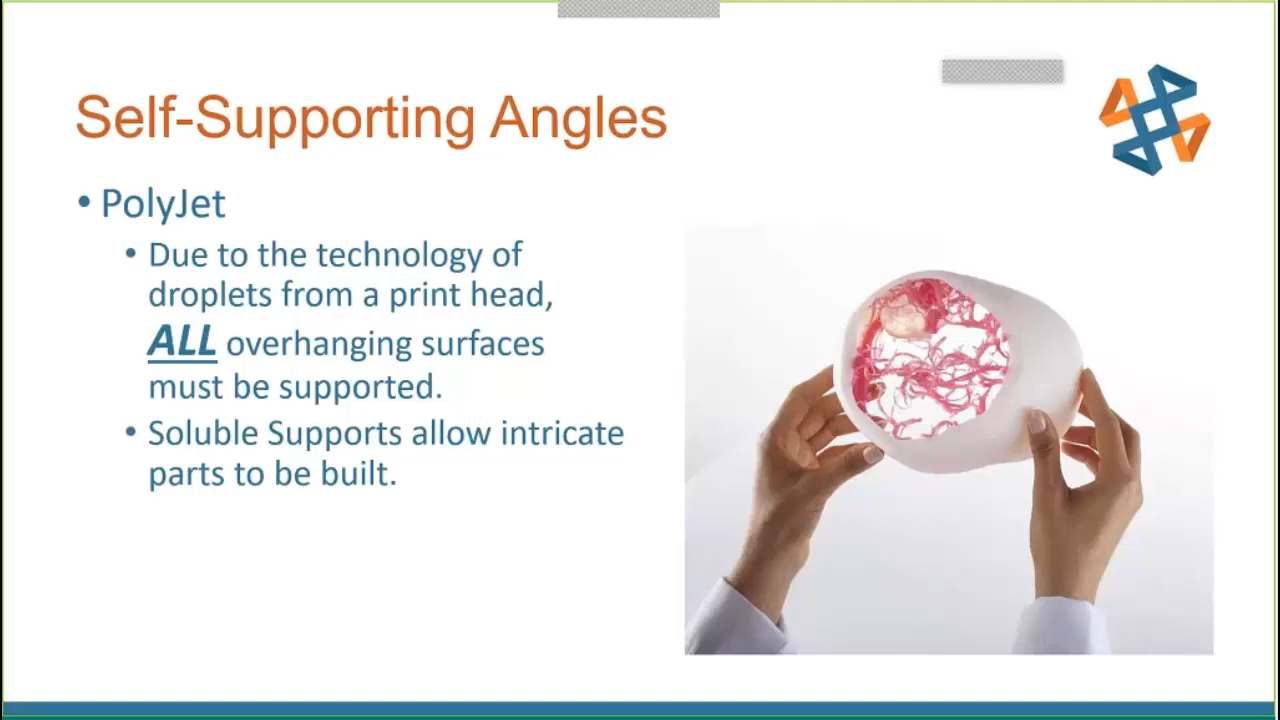 Self-Supporting Angles
• PolyJet
• Due to the technology of
droplets from a print head,
ALL overhanging surfaces
must be supported.
• Soluble Supports allow intricate
parts to be built.